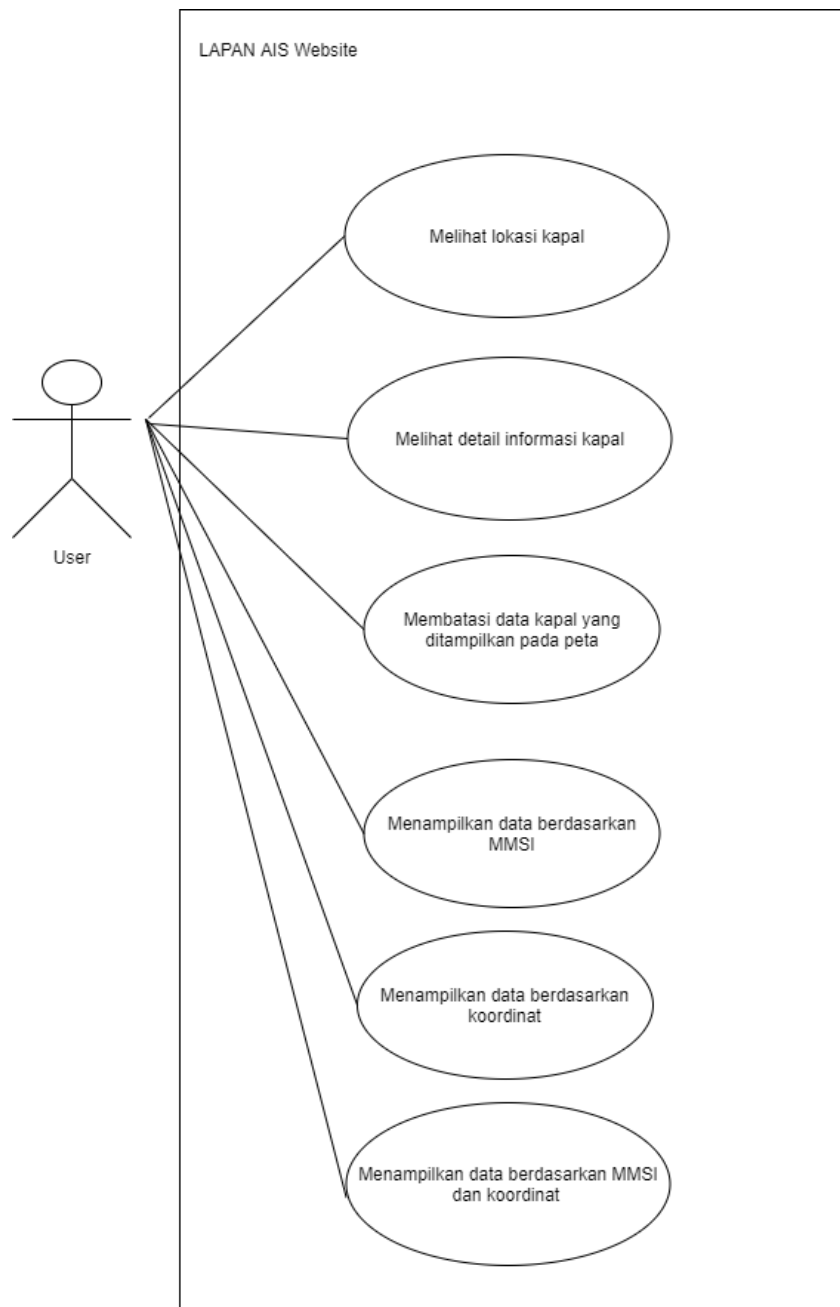 LAPAN AIS Website
Melihat lokasi kapal
Melihat detail informasi kapal
User
Membatasi data kapal yang
ditampilkan pada peta
Menampilkan data berdasarkan
MMSI
Menampilkan data berdasarkan
koordinat
Menampilkan data berdasarkan MMSI
dan koordinat